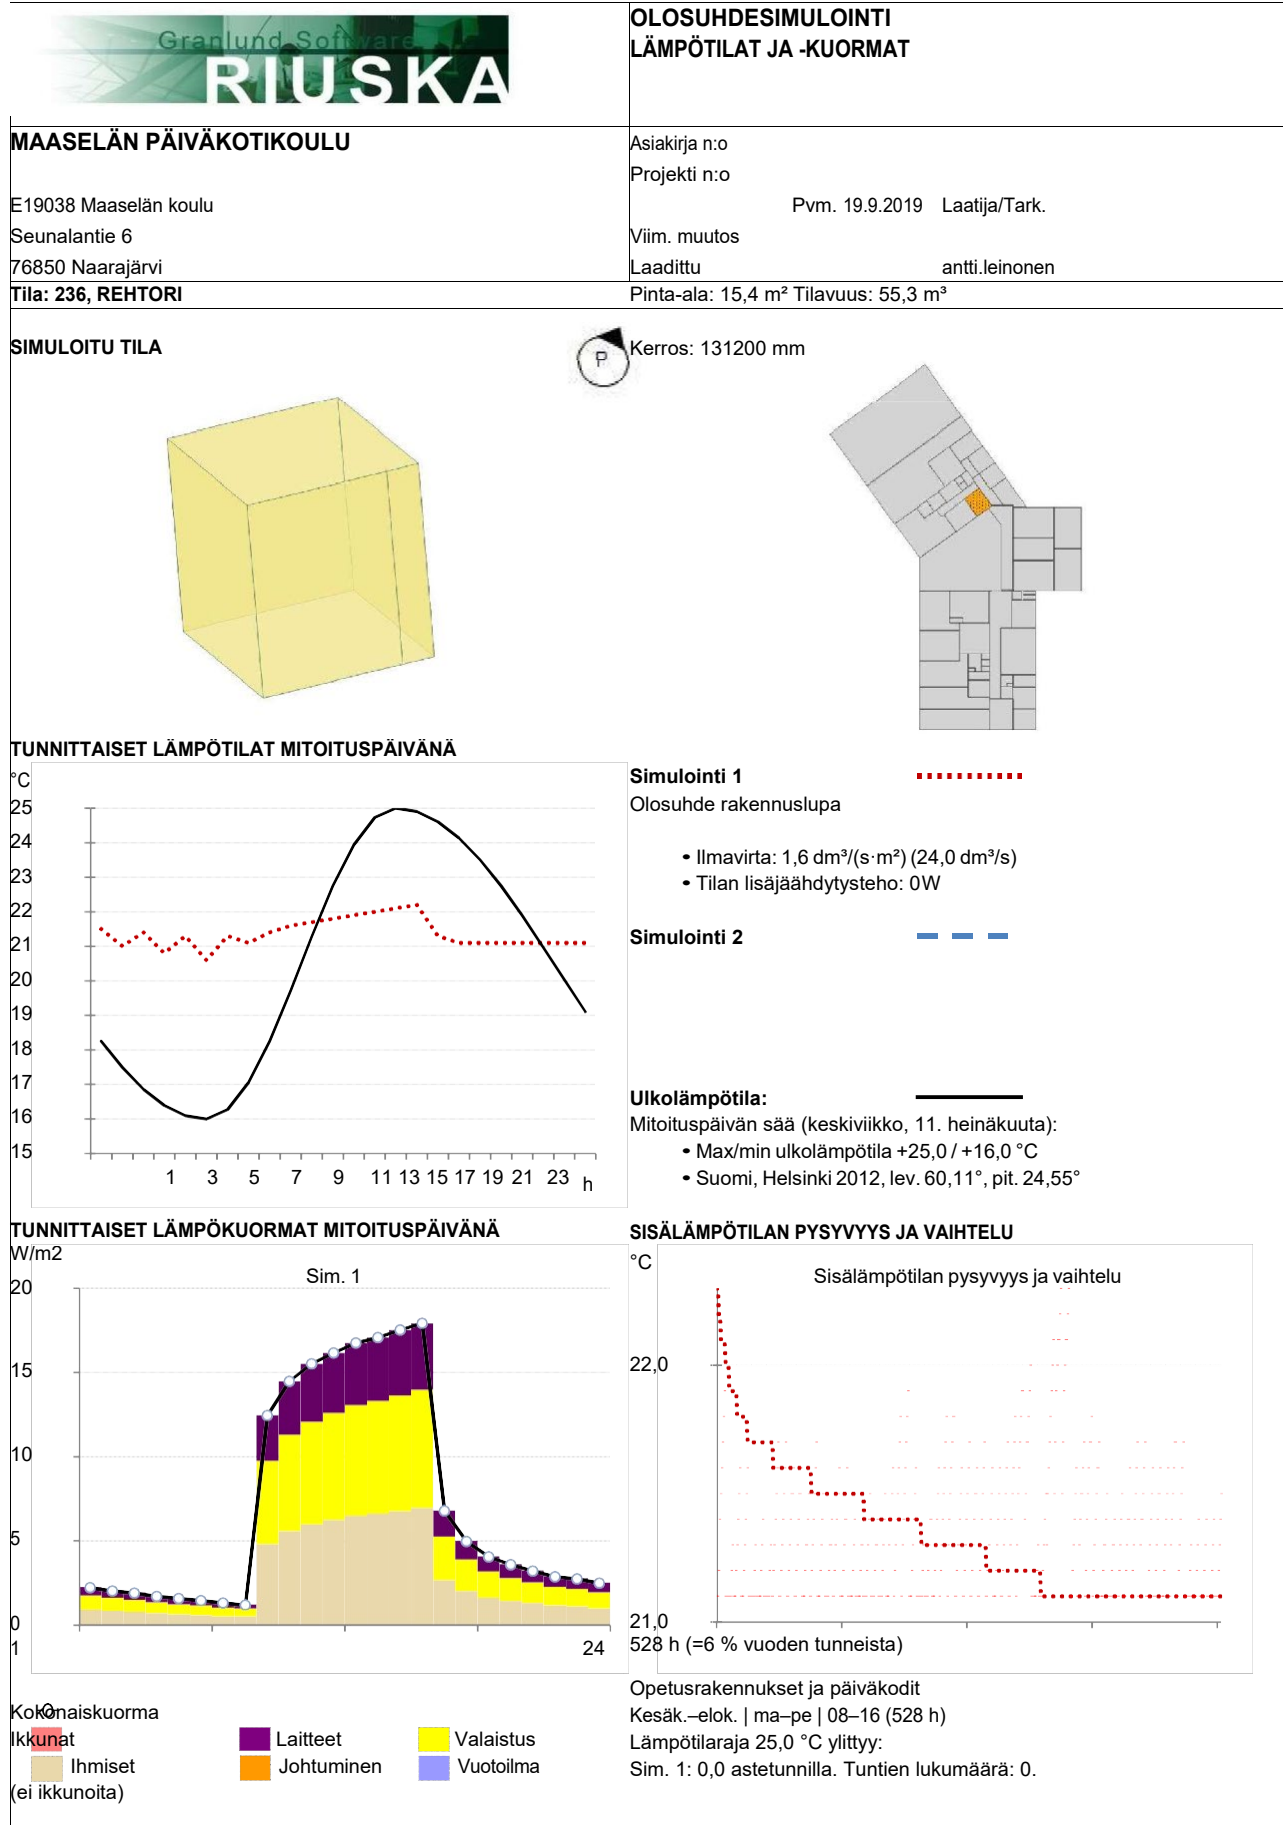 Granlund Software
RIUSKA
OLOSUHDESIMULOINTI
LÄMPÖTILAT JA -KUORMAT
MAASELÄN PÄIVÄKOTIKOULU
Asiakirja n:o
Projekti n:o
E19038 Maaselän koulu
Pvm. 19.9.2019 Laatija/Tark.
Seunalantie 6
Viim. muutos
76850 Naarajärvi
Laadittu antti.leinonen
Tila: 236, REHTORI
Pinta-ala: 15,4 m² Tilavuus: 55,3 m³
SIMULOITU TILA
P
Kerros: 131200 mm
TUNNITTAISET LÄMPÖTILAT MITOITUSPÄIVÄNÄ
°C
25
24
23
22
21
20
19
18
17
16
15
1 3 5 7 9 11 13 15 17 19 21 23 h
Simulointi 1
Olosuhde rakennuslupa
• Ilmavirta: 1,6 dm³/(s·m²) (24,0 dm³/s)
• Tilan lisäjäähdytysteho: 0W
Simulointi 2
Ulkolämpötila:
Mitoituspäivän sää (keskiviikko, 11. heinäkuuta):
• Max/min ulkolämpötila +25,0 / +16,0 °C
• Suomi, Helsinki 2012, lev. 60,11°, pit. 24,55°
TUNNITTAISET LÄMPÖKUORMAT MITOITUSPÄIVÄNÄ
W/m2
Sim. 1
20
15
10
5
0
1 24
SISÄLÄMPÖTILAN PYSYVYYS JA VAIHTELU
°C
Sisälämpötilan pysyvyys ja vaihtelu
22,0
21,0
528 h (=6 % vuoden tunneista)
Kokonaiskuorma
Ikkunat
Laitteet
Valaistus
Ihmiset
Johtuminen
Vuotoilma
(ei ikkunoita)
Opetusrakennukset ja päiväkodit
Kesäk.–elok. | ma–pe | 08–16 (528 h)
Lämpötilaraja 25,0 °C ylittyy:
Sim. 1: 0,0 astetunnilla. Tuntien lukumäärä: 0.